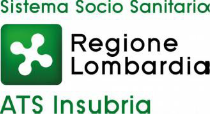 Sistema Socio Sanitario
Regione
Lombardia
ATS Insubria